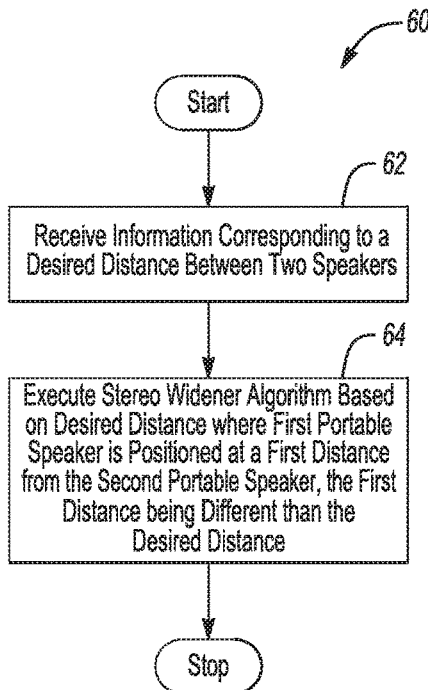 60
Start
62
Receive Information Corresponding to a
Desired Distance Between Two Speakers
64
Execute Stereo Widener Algorithm Based
on Desired Distance where First Portable
Speaker is Positioned at a First Distance
from the Second Portable Speaker, the First
Distance being Different than the
Desired Distance
Stop